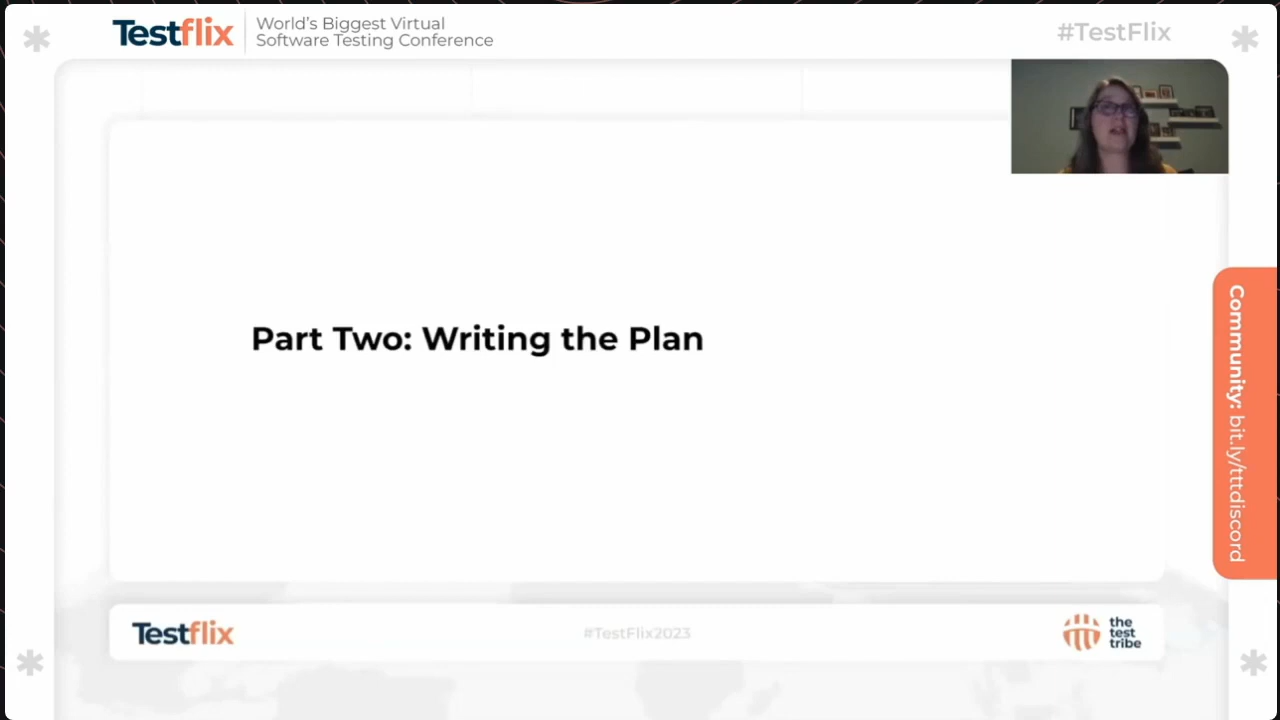 Testflix
World's Biggest Virtual
Software Testing Conference
#TestFlix
Part Two: Writing the Plan
Community: bit.ly/tttdiscord
Testflix
#TestFlix2023
the
test
tribe